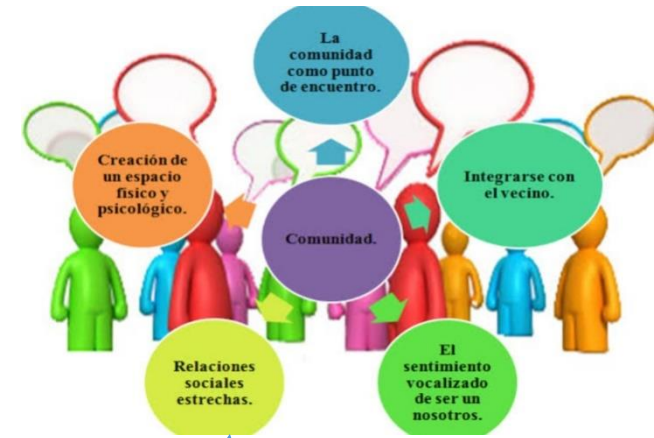 La
comunidad
como punto
de encuentro.
Creación de
un espacio
físico y
psicológico.
Integrarse con
el vecino.
Comunidad.
Relaciones
sociales
estrechas.
El
sentimiento
vocalizado
de ser un
nosotros.